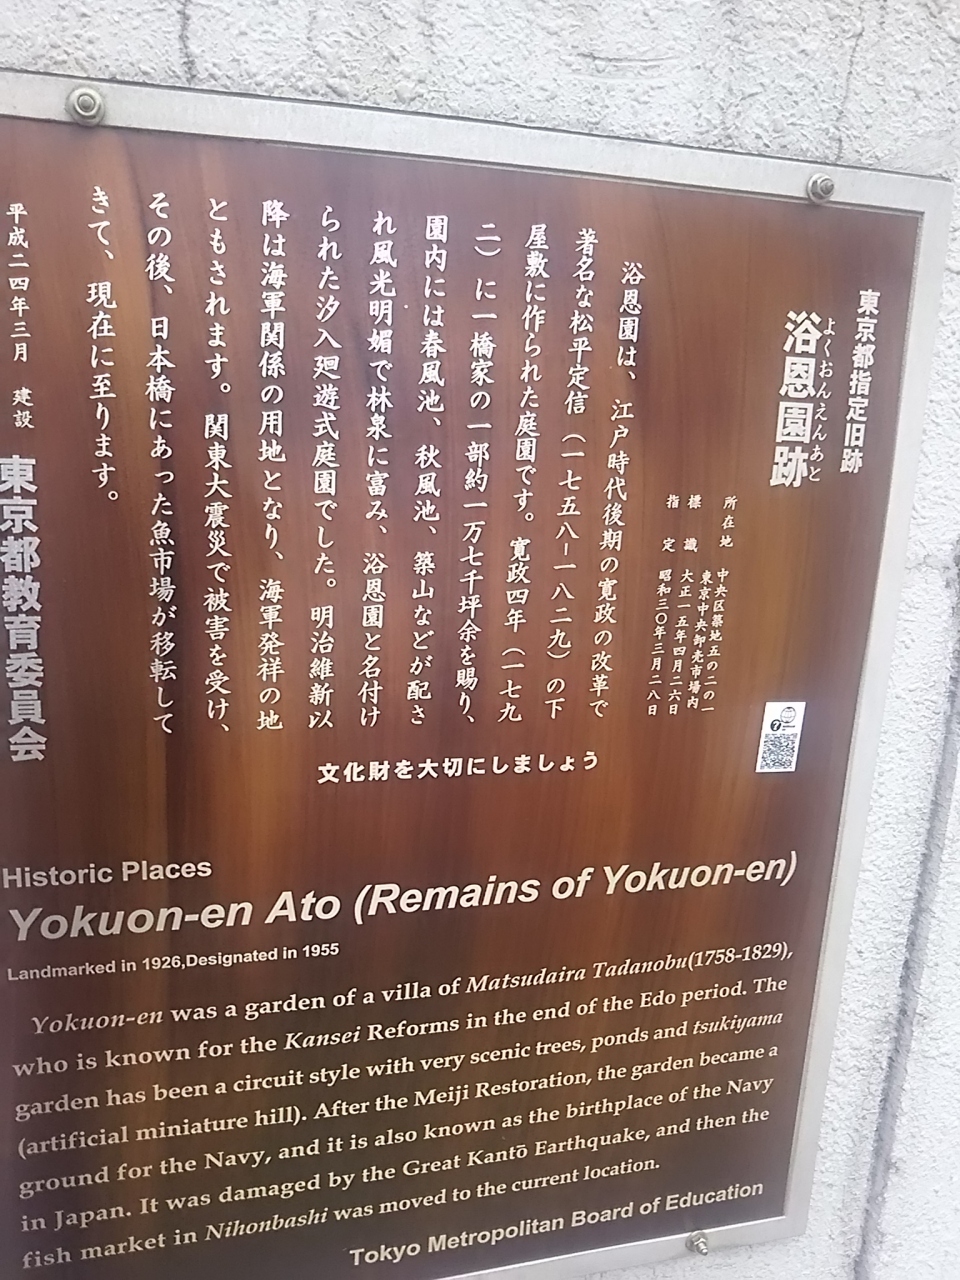 東京都指定旧跡
浴恩園跡
よくおんえんあと
所在地 中央区築地五の二の一
東京中央卸売市場内
標識 大正一五年四月二六日
指定 昭和三〇年三月二八日
浴恩園は、江戸時代後期の寛政の改革で
著名な松平定信（一七五八－一八二九）の下
屋敷に作られた庭園です。寛政四年（一七九
二）に一橋家の一部約一万七千坪余を賜り、
園内には春風池、秋風池、築山などが配さ
れ風光明媚で林泉に富み、浴恩園と名付け
られた汐入廻遊式庭園でした。明治維新以
降は海軍関係の用地となり、海軍発祥の地
ともされます。関東大震災で被害を受け、
その後、日本橋にあった魚市場が移転して
きて、現在に至ります。
平成二四年三月 建設
東京都教育委員会
文化財を大切にしましょう
Historic Places
Yokuon-en Ato (Remains of Yokuon-en)
Landmarked in 1926,Designated in 1955
Yokuon-en was a garden of a villa of Matsudaira Tadanobu(1758-1829),
who is known for the Kansei Reforms in the end of the Edo period. The
garden has been a circuit style with very scenic trees, ponds and tsukiyama
(artificial miniature hill). After the Meiji Restoration, the garden became a
ground for the Navy, and it is also known as the birthplace of the Navy
in Japan. It was damaged by the Great Kantō Earthquake, and then the
fish market in Nihonbashi was moved to the current location.
Tokyo Metropolitan Board of Education